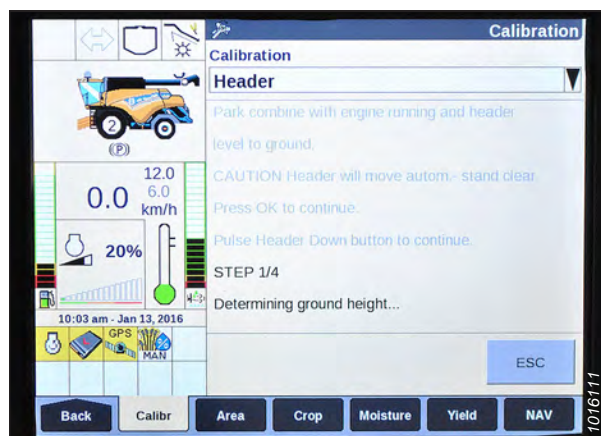 Calibration
Calibration
Header
Park combine with engine running and header
level to ground.
CAUTION Header will move autom.- stand clear
Press OK to continue.
Pulse Header Down button to continue.
STEP 1/4
Determining ground height...
ESC
2
(P)
12.0
0.0 6.0
km/h
20%
10:03 am - Jan 13, 2016
GPS
MAN
Back Calibr Area Crop Moisture Yield NAV
1016111